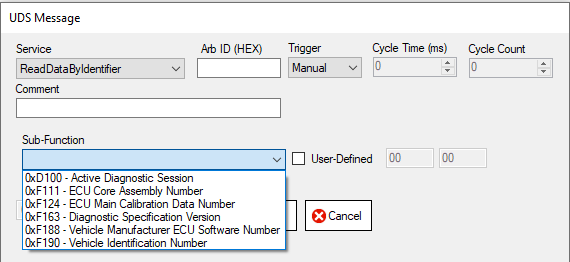 UDS Message
Service
Arb ID (HEX)
Trigger
Cycle Time (ms)
Cycle Count
ReadDataByIdentifier
Manual
0
0
Comment
Sub-Function
User-Defined
00
00
0xD100 - Active Diagnostic Session
0xF111 - ECU Core Assembly Number
0xF124 - ECU Main Calibration Data Number
0xF163 - Diagnostic Specification Version
0xF188 - Vehicle Manufacturer ECU Software Number
0xF190 - Vehicle Identification Number
Cancel